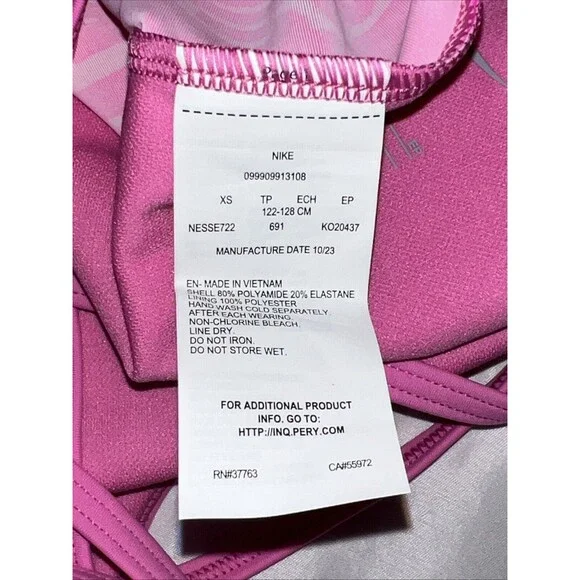 Page 1
NIKE
099909913108
XS TP ECH EP
122-128 CM
NESSE722 691 KO20437
MANUFACTURE DATE 10/23
EN- MADE IN VIETNAM
SHELL 80% POLYAMIDE 20% ELASTANE
LINING 100% POLYESTER
HAND WASH COLD SEPARATELY.
AFTER EACH WEARING.
NON-CHLORINE BLEACH.
LINE DRY.
DO NOT IRON.
DO NOT STORE WET.
FOR ADDITIONAL PRODUCT
INFO. GO TO:
HTTP://INQ.PERY.COM
RN#37763 CA#55972